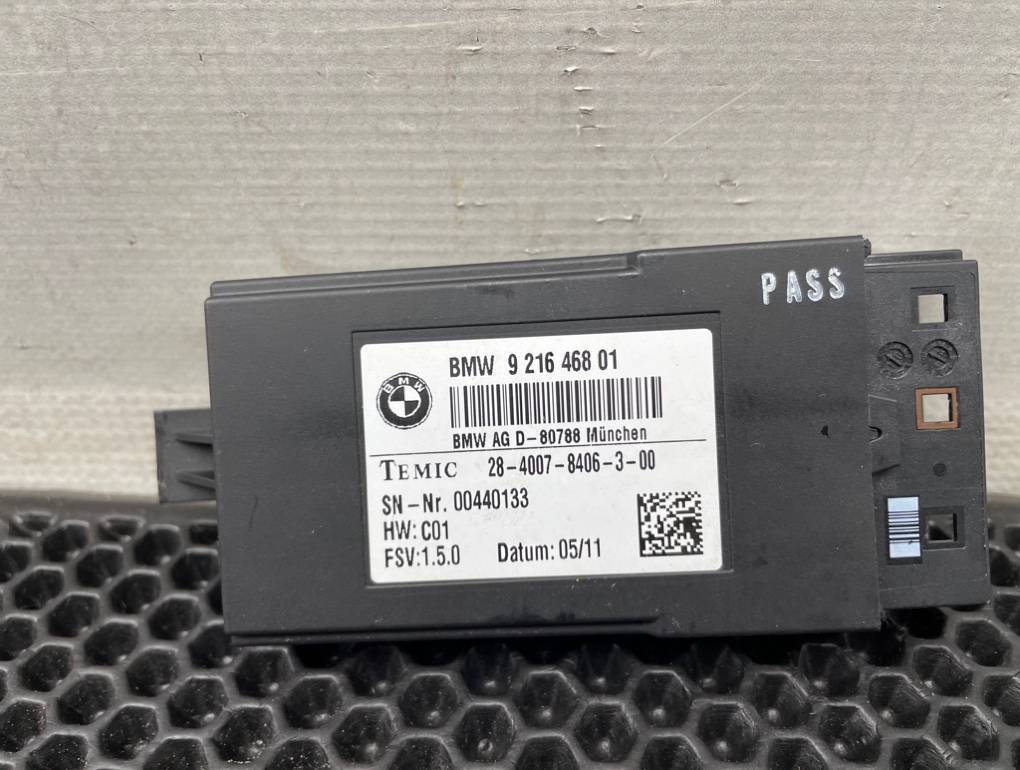 PASS
BMW 9 216 468 01
BMW
BMW AG D-80788 München
TEMIC 28-4007-8406-3-00
SN-Nr. 00440133
HW: C01
FSV:1.5.0 Datum: 05/11